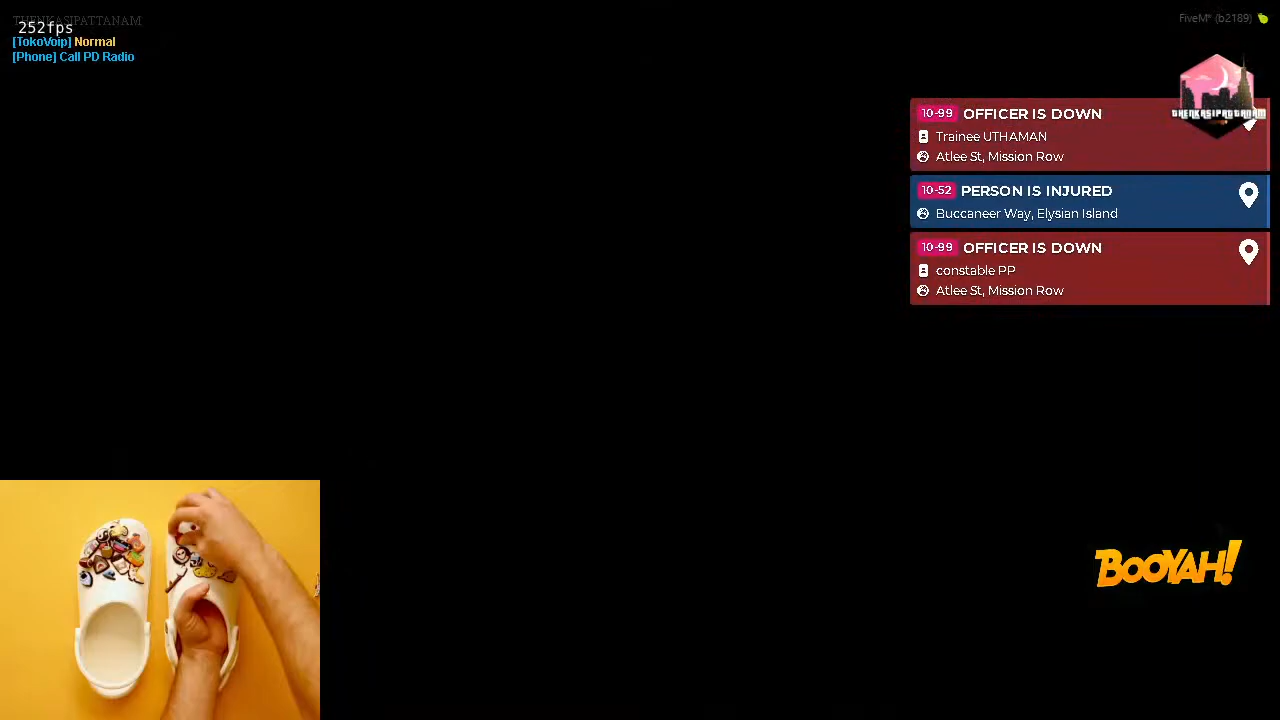 THENKASIPATTANAM
252fps
[TokoVoip] Normal
[Phone] Call PD Radio
FiveM* (b2189)
THENKASIPATTANAM
10-99 OFFICER IS DOWN
Trainee UTHAMAN
Atlee St, Mission Row
10-52 PERSON IS INJURED
Buccaneer Way, Elysian Island
10-99 OFFICER IS DOWN
constable PP
Atlee St, Mission Row
BOOYAH!